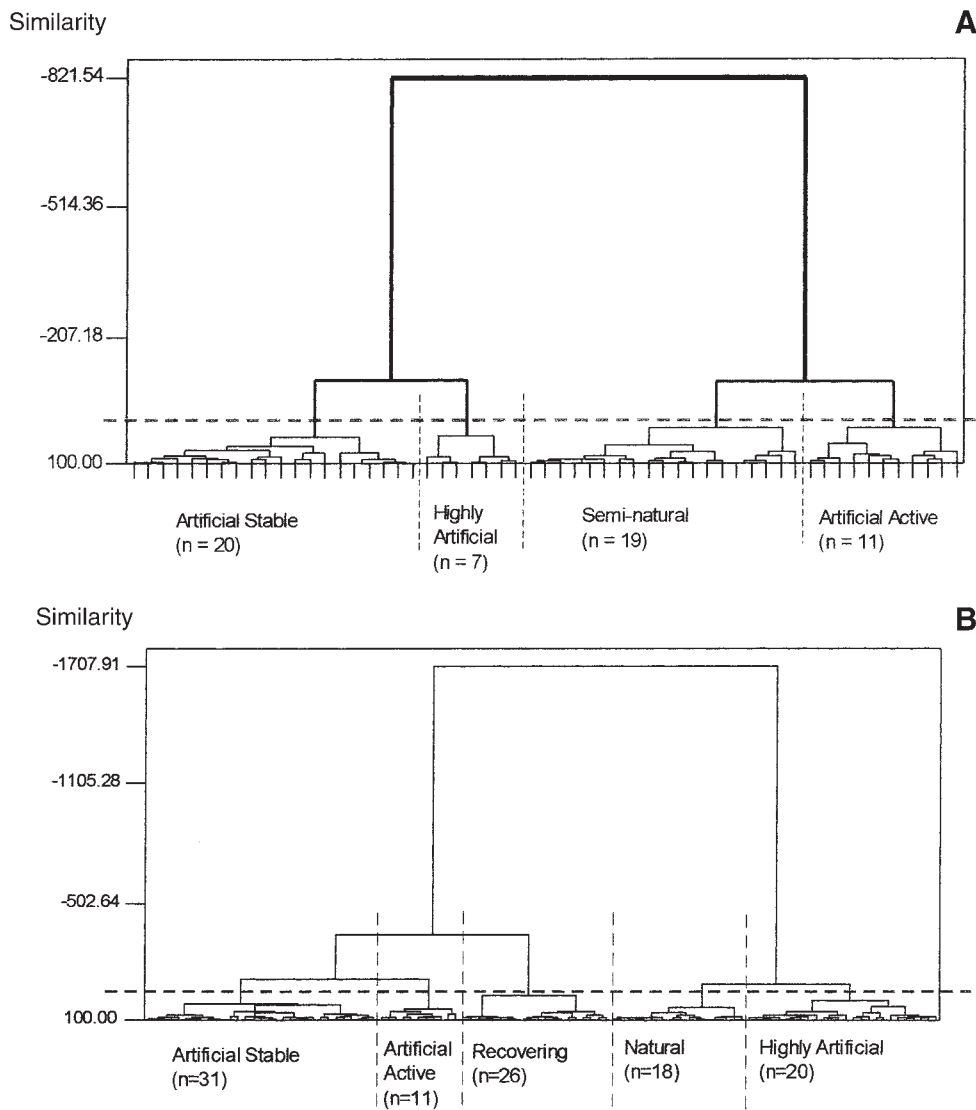 Similarity
A
-821.54
-514.36
-207.18
100.00
Artificial Stable
(n = 20)
Highly
Artificial
(n = 7)
Semi-natural
(n = 19)
Artificial Active
(n = 11)
Similarity
B
-1707.91
-1105.28
-502.64
100.00
Artificial Stable
(n=31)
Artificial
Active
(n=11)
Recovering
(n=26)
Natural
(n=18)
Highly Artificial
(n=20)